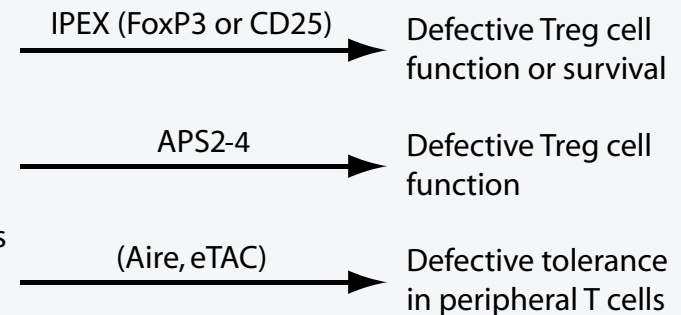 IPEX (FoxP3 or CD25)
Defective Treg cell
function or survival
APS2-4
Defective Treg cell
function
s
(Aire, eTAC)
Defective tolerance
in peripheral T cells